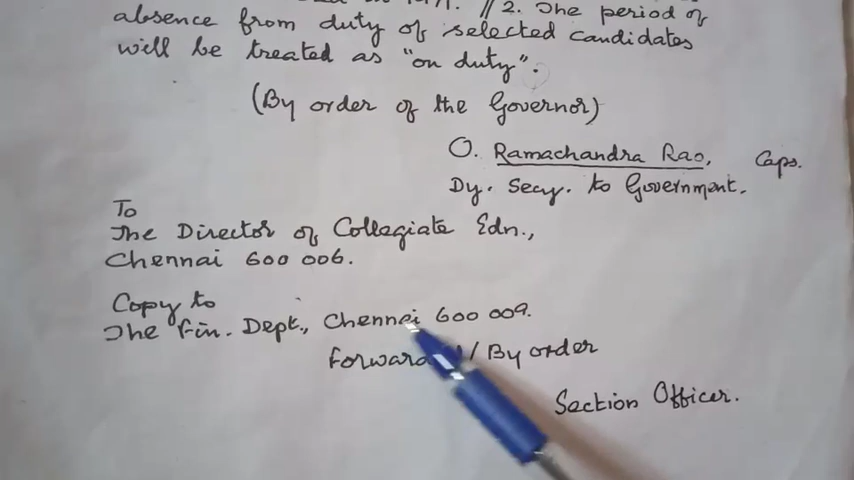 2. The period of
absence from duty of selected candidates
will be treated as "on duty".
(By order of the Governor)
O. Ramachandra Rao, Caps.
Dy. Secy. to Government.
To
The Director of Collegiate Edn.,
Chennai 600 006.
Copy to
The Fin. Dept., Chennai 600 009.
/ By order
Section Officer.